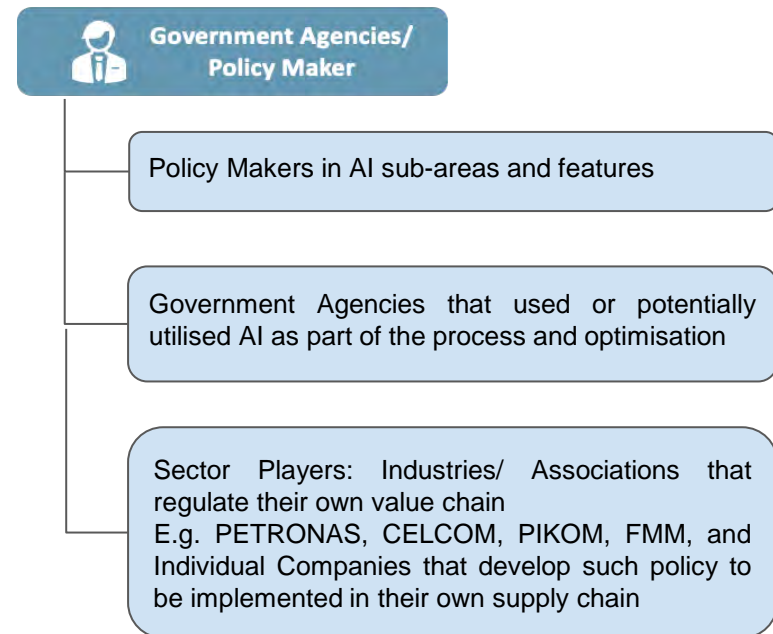 Government Agencies/
Policy Maker
Policy Makers in AI sub-areas and features
Government Agencies that used or potentially
utilised AI as part of the process and optimisation
Sector Players: Industries/ Associations that
regulate their own value chain
E.g. PETRONAS, CELCOM, PIKOM, FMM, and
Individual Companies that develop such policy to
be implemented in their own supply chain